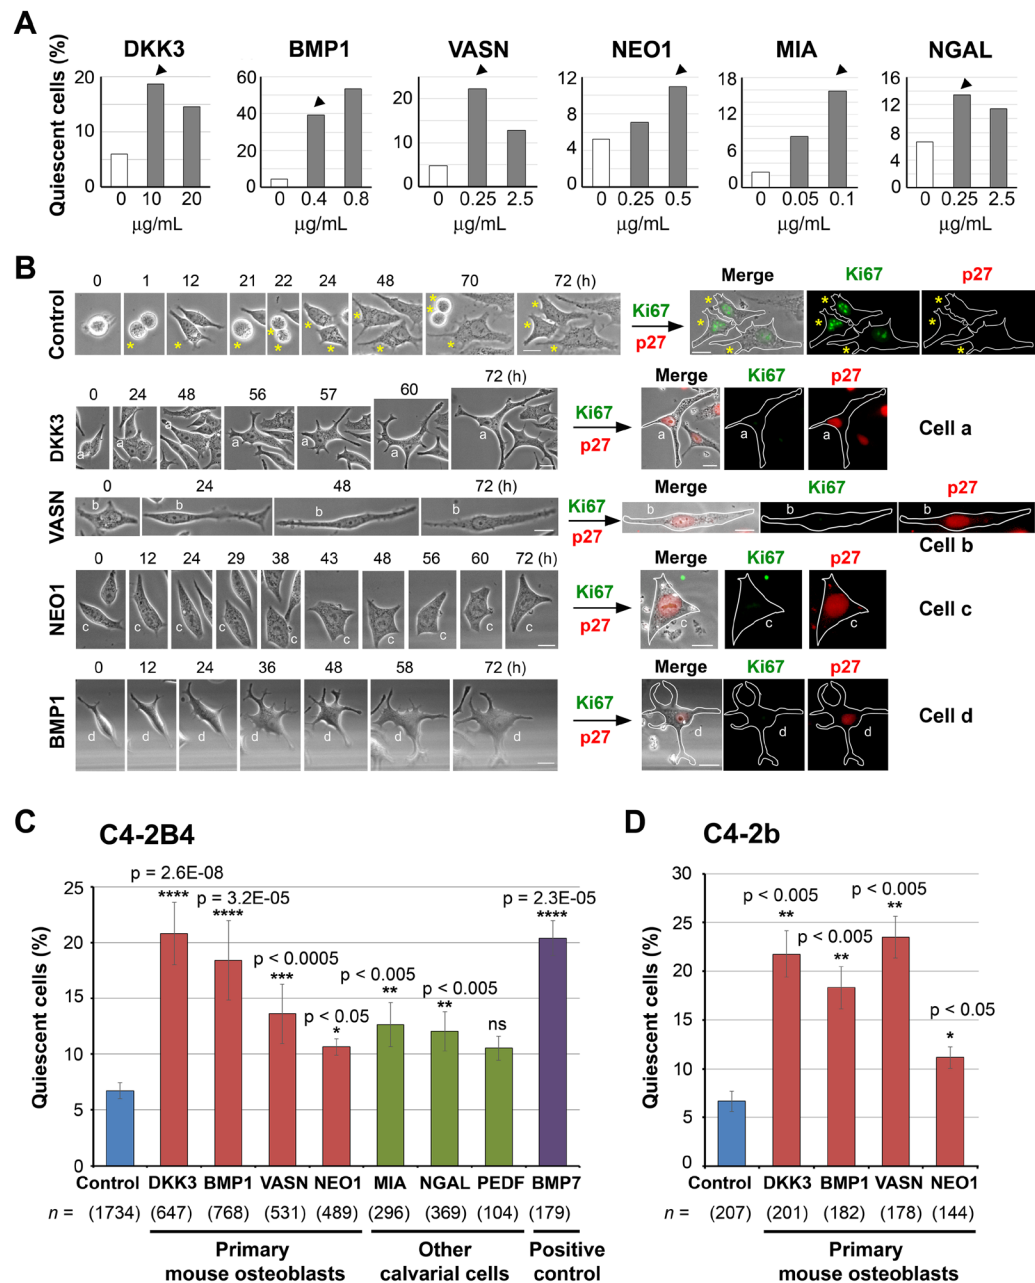 A
DKK3 BMP1 VASN NEO1 MIA NGAL
Quiescent cells (%)
20 10 0
60 40 20 0
20 10 0
12 8 4 0
18 12 6 0
16 12 8 4 0
0 10 20
0 0.4 0.8
0 0.25 2.5
0 0.25 0.5
0 0.05 0.1
0 0.25 2.5
µg/mL µg/mL µg/mL µg/mL µg/mL µg/mL
B
Control
0 1 12 21 22 24 48 70 72 (h)
* * * * * * * * * * * *
Ki67
p27
Merge Ki67 p27
* * * * * * * * *
DKK3
0 24 48 56 57 60 72 (h)
a a a a a a a
Ki67
p27
Merge Ki67 p27
a a a
Cell a
VASN
0 24 48 72 (h)
b b b b
Ki67
p27
Merge Ki67 p27
b b b
Cell b
NEO1
0 12 24 29 38 43 48 56 60 72 (h)
c c c c c c c c c c
Ki67
p27
Merge Ki67 p27
c c c
Cell c
BMP1
0 12 24 36 48 58 72 (h)
d d d d d d d
Ki67
p27
Merge Ki67 p27
d d d
Cell d
C
C4-2B4
Quiescent cells (%)
25
20
15
10
5
0
p = 2.6E-08
****
p = 3.2E-05
****
p < 0.0005
***
p < 0.05
*
p < 0.005
**
p < 0.005
**
ns
p = 2.3E-05
****
Control DKK3 BMP1 VASN NEO1 MIA NGAL PEDF BMP7
n = (1734) (647) (768) (531) (489) (296) (369) (104) (179)
Primary
mouse osteoblasts
Other
calvarial cells
Positive
control
D
C4-2b
Quiescent cells (%)
30
25
20
15
10
5
0
p < 0.005
**
p < 0.005
**
p < 0.005
**
p < 0.05
*
Control DKK3 BMP1 VASN NEO1
n = (207) (201) (182) (178) (144)
Primary
mouse osteoblasts